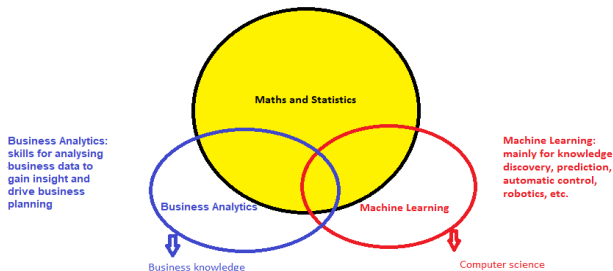 Maths and Statistics
Business Analytics:
skills for analysing
business data to
gain insight and
drive business
planning
Machine Learning:
mainly for knowledge
discovery, prediction,
automatic control,
robotics, etc.
Business Analytics
Machine Learning
Business knowledge
Computer science